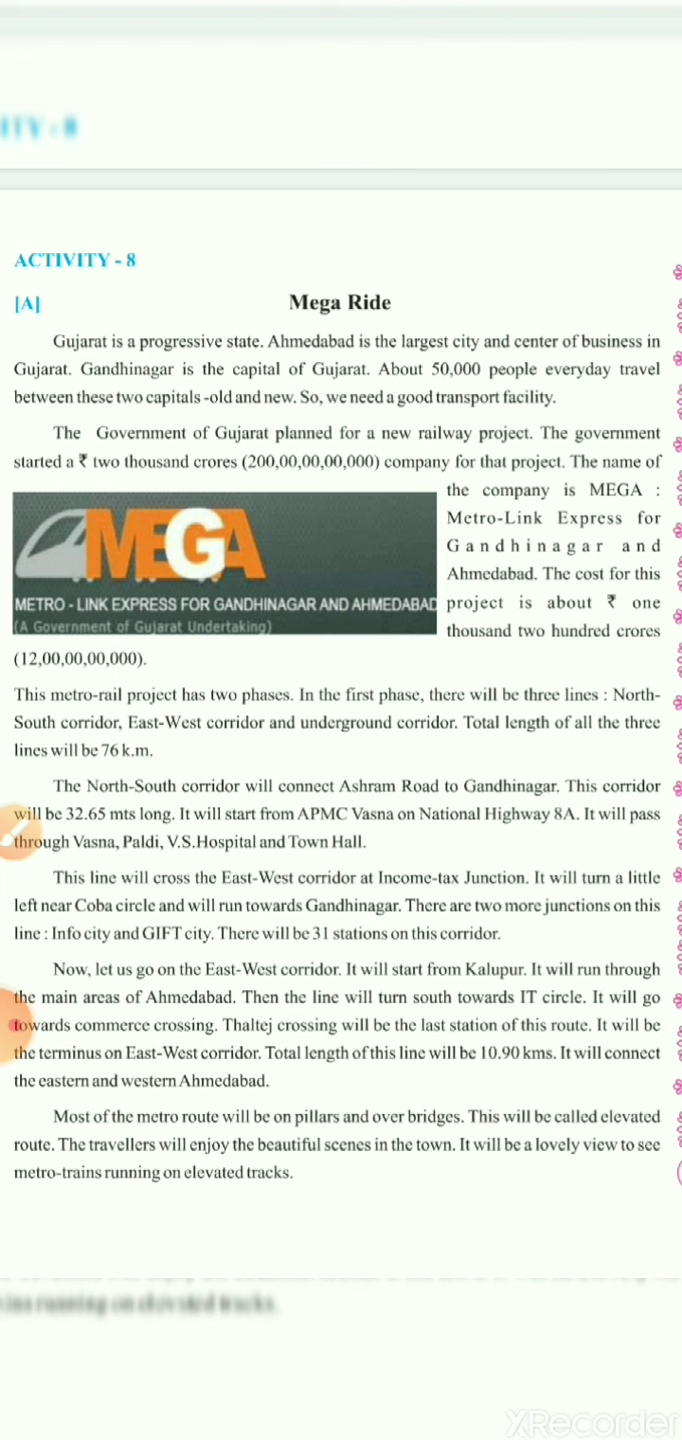 ITY - 8
ACTIVITY - 8
[A] Mega Ride
Gujarat is a progressive state. Ahmedabad is the largest city and center of business in
Gujarat. Gandhinagar is the capital of Gujarat. About 50,000 people everyday travel
between these two capitals -old and new. So, we need a good transport facility.
The Government of Gujarat planned for a new railway project. The government
started a ₹ two thousand crores (200,00,00,00,000) company for that project. The name of
the company is MEGA :
Metro-Link Express for
Gandhinagar and
Ahmedabad. The cost for this
project is about ₹ one
thousand two hundred crores
MEGA
METRO - LINK EXPRESS FOR GANDHINAGAR AND AHMEDABAD
(A Government of Gujarat Undertaking)
(12,00,00,00,000).
This metro-rail project has two phases. In the first phase, there will be three lines : North-
South corridor, East-West corridor and underground corridor. Total length of all the three
lines will be 76 k.m.
The North-South corridor will connect Ashram Road to Gandhinagar. This corridor
will be 32.65 mts long. It will start from APMC Vasna on National Highway 8A. It will pass
through Vasna, Paldi, V.S.Hospital and Town Hall.
This line will cross the East-West corridor at Income-tax Junction. It will turn a little
left near Coba circle and will run towards Gandhinagar. There are two more junctions on this
line : Info city and GIFT city. There will be 31 stations on this corridor.
Now, let us go on the East-West corridor. It will start from Kalupur. It will run through
the main areas of Ahmedabad. Then the line will turn south towards IT circle. It will go
towards commerce crossing. Thaltej crossing will be the last station of this route. It will be
the terminus on East-West corridor. Total length of this line will be 10.90 kms. It will connect
the eastern and western Ahmedabad.
Most of the metro route will be on pillars and over bridges. This will be called elevated
route. The travellers will enjoy the beautiful scenes in the town. It will be a lovely view to see
metro-trains running on elevated tracks.
ins running on elevated tracks.
XRecorder